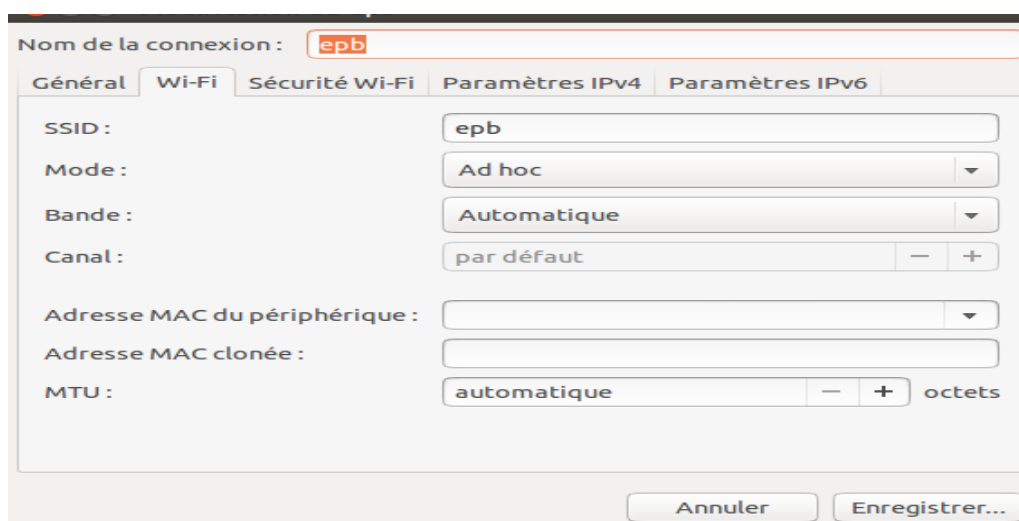 Nom de la connexion : epb
Général Wi-Fi Sécurité Wi-Fi Paramètres IPv4 Paramètres IPv6
SSID : epb
Mode : Ad hoc
Bande : Automatique
Canal : par défaut − +
Adresse MAC du périphérique :
Adresse MAC clonée :
MTU : automatique − + octets
Annuler Enregistrer...